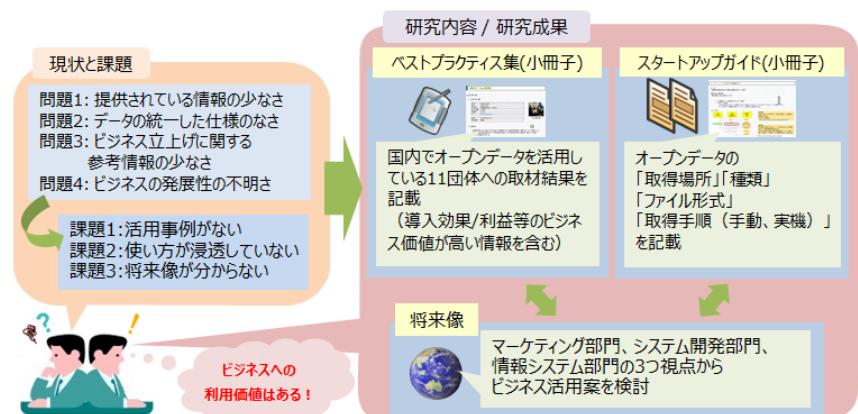 現状と課題
問題1: 提供されている情報の少なさ
問題2: データの統一した仕様のなさ
問題3: ビジネス立上げに関する
参考情報の少なさ
問題4: ビジネスの発展性の不明さ
課題1:活用事例がない
課題2:使い方が浸透していない
課題3:将来像が分からない
ビジネスへの
利用価値はある！
研究内容 / 研究成果
ベストプラクティス集(小冊子)
国内でオープンデータを活用し
ている11団体への取材結果を
記載
（導入効果/利益等のビジネ
ス価値が高い情報を含む）
スタートアップガイド(小冊子)
オープンデータの
「取得場所」「種類」
「ファイル形式」
「取得手順（手動、実機）」
を記載
将来像
マーケティング部門、システム開発部門、
情報システム部門の3つ視点から
ビジネス活用案を検討